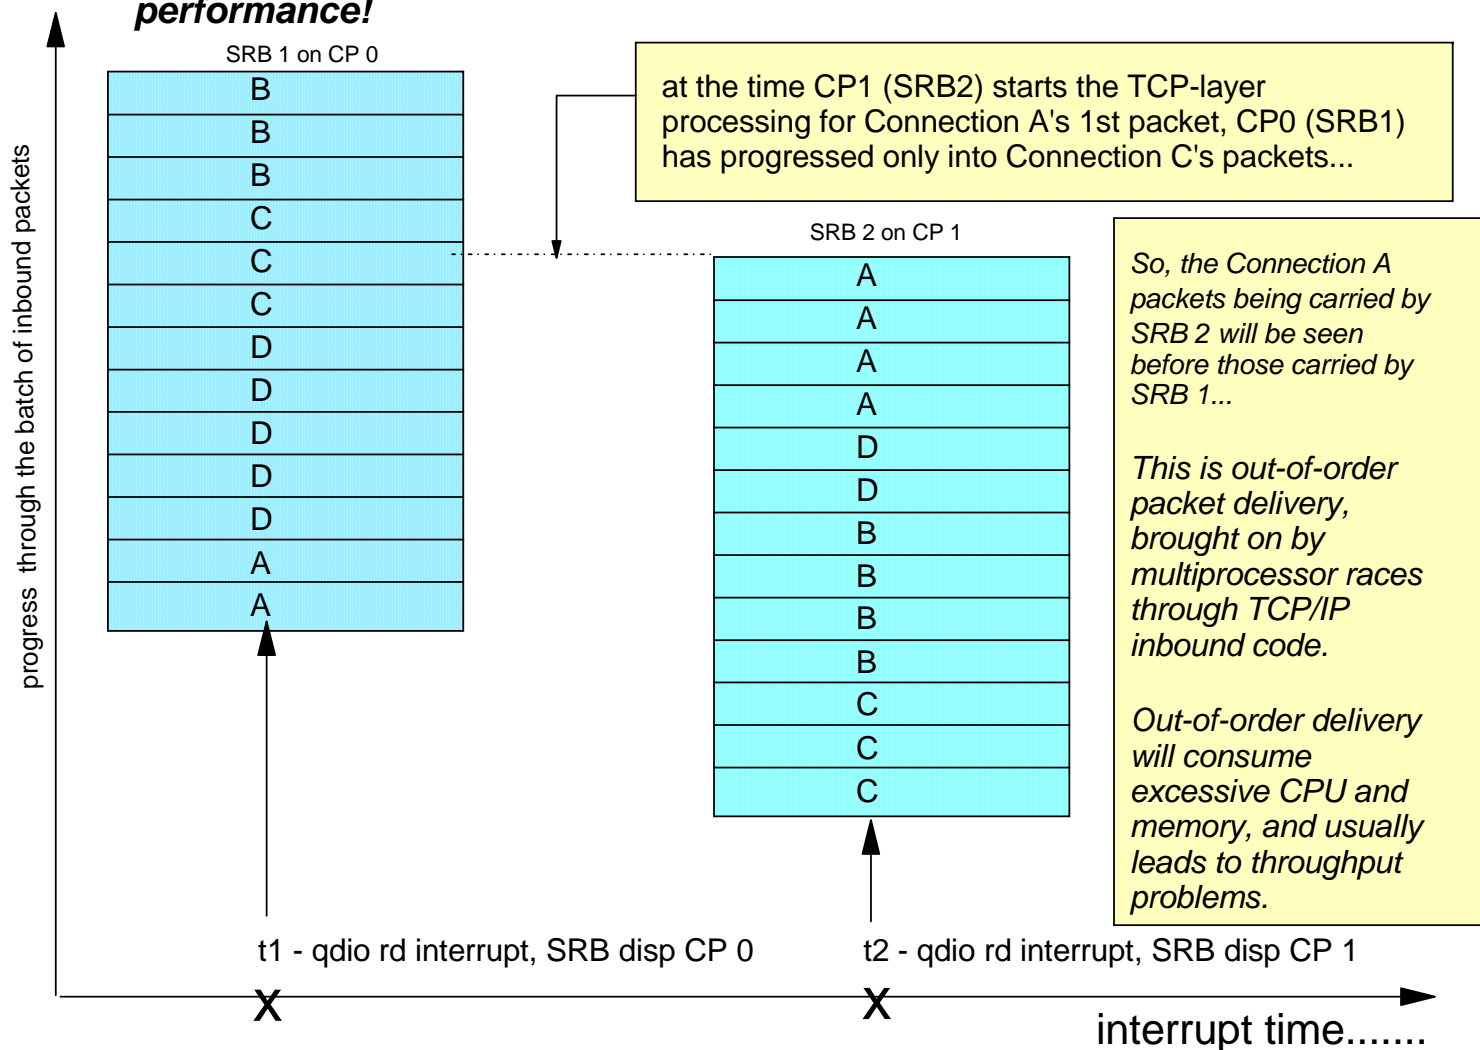 performance!
SRB 1 on CP 0
B
B
B
C
C
C
D
D
D
D
D
A
A
at the time CP1 (SRB2) starts the TCP-layer
processing for Connection A's 1st packet, CP0 (SRB1)
has progressed only into Connection C's packets...
SRB 2 on CP 1
A
A
A
A
D
D
B
B
B
B
C
C
C
So, the Connection A
packets being carried by
SRB 2 will be seen
before those carried by
SRB 1...
This is out-of-order
packet delivery,
brought on by
multiprocessor races
through TCP/IP
inbound code.
Out-of-order delivery
will consume
excessive CPU and
memory, and usually
leads to throughput
problems.
progress through the batch of inbound packets
t1 - qdio rd interrupt, SRB disp CP 0
t2 - qdio rd interrupt, SRB disp CP 1
X
X
interrupt time.......